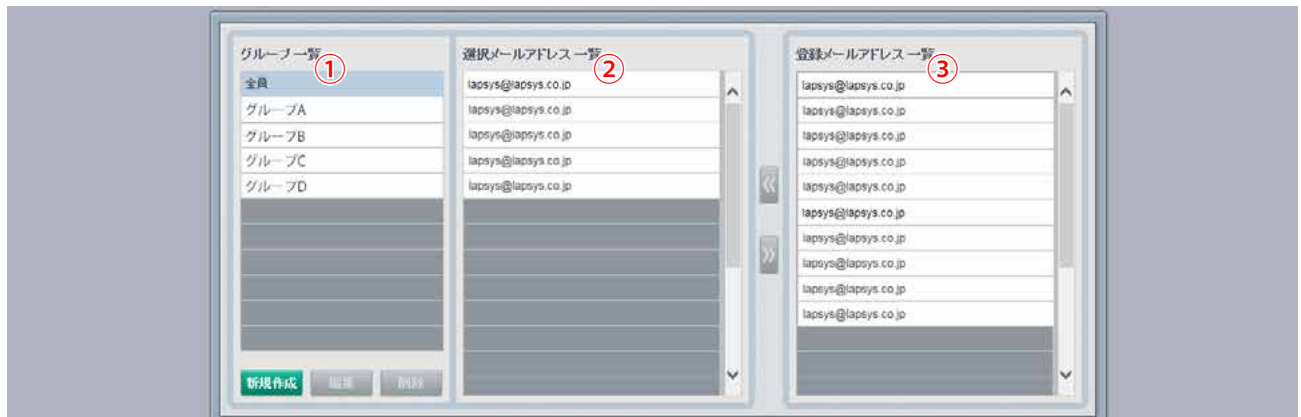 グループ一覧
①
全員
グループA
グループB
グループC
グループD
新規作成
編集
削除
選択メールアドレス一覧
②
lapsys@lapsys.co.jp
lapsys@lapsys.co.jp
lapsys@lapsys.co.jp
lapsys@lapsys.co.jp
lapsys@lapsys.co.jp
登録メールアドレス一覧
③
lapsys@lapsys.co.jp
lapsys@lapsys.co.jp
lapsys@lapsys.co.jp
lapsys@lapsys.co.jp
lapsys@lapsys.co.jp
lapsys@lapsys.co.jp
lapsys@lapsys.co.jp
lapsys@lapsys.co.jp
lapsys@lapsys.co.jp
lapsys@lapsys.co.jp